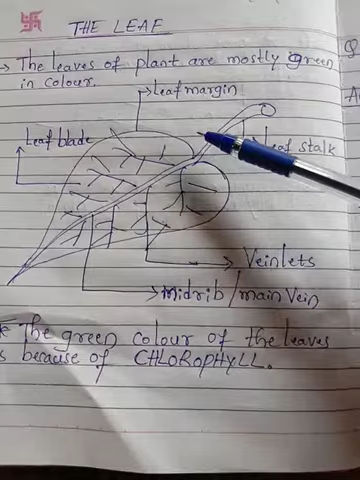 THE LEAF
→ The leaves of plant are mostly green
in colour.
Leaf margin
Leaf blade
Leaf stalk
Veinlets
midrib/main Vein
* The green colour of the leaves
is because of CHLOROPHYLL.
Q
A